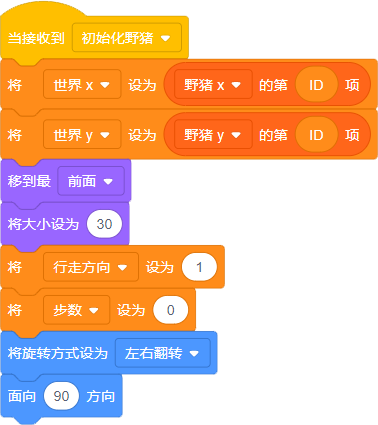 当接收到 初始化野猪
将 世界 x 设为 野猪 x 的第 ID 项
将 世界 y 设为 野猪 y 的第 ID 项
移到最 前面
将大小设为 30
将 行走方向 设为 1
将 步数 设为 0
将旋转方式设为 左右翻转
面向 90 方向